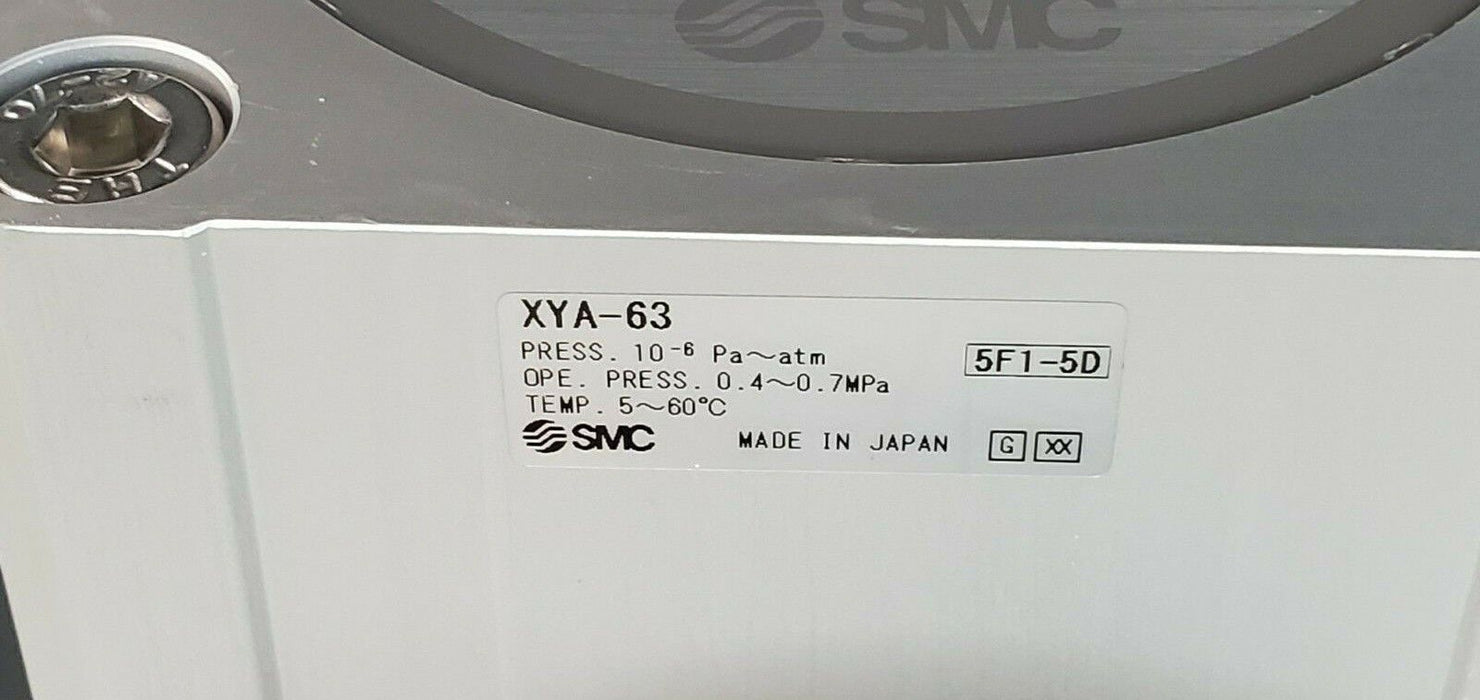 SMC
XYA-63
PRESS. 10⁻⁶ Pa～atm
5F1-5D
OPE. PRESS. 0.4～0.7MPa
TEMP. 5～60℃
SMC MADE IN JAPAN G XX